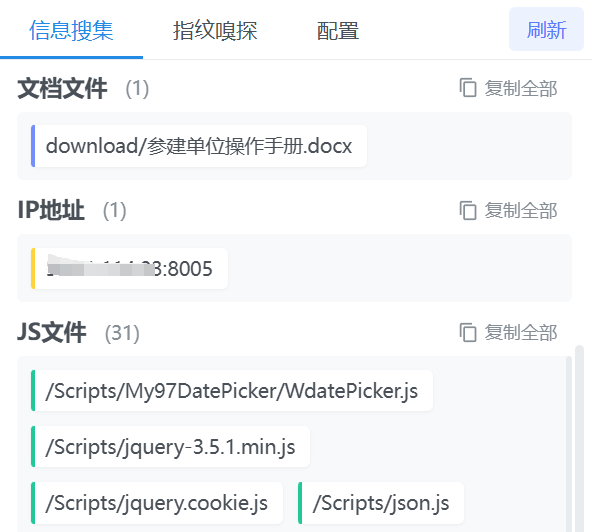 信息搜集 指纹嗅探 配置 刷新
文档文件 (1) 复制全部
download/参建单位操作手册.docx
IP地址 (1) 复制全部
:8005
JS文件 (31) 复制全部
/Scripts/My97DatePicker/WdatePicker.js
/Scripts/jquery-3.5.1.min.js
/Scripts/jquery.cookie.js /Scripts/json.js